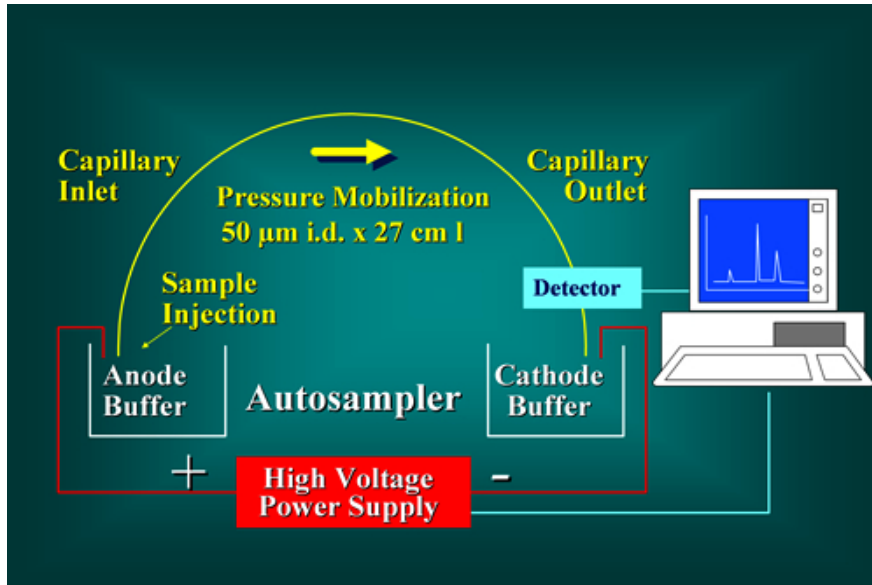 Capillary
Inlet
Pressure Mobilization
50 μm i.d. x 27 cm l
Capillary
Outlet
Sample
Injection
Detector
Anode
Buffer
Autosampler
Cathode
Buffer
+
High Voltage
Power Supply
-